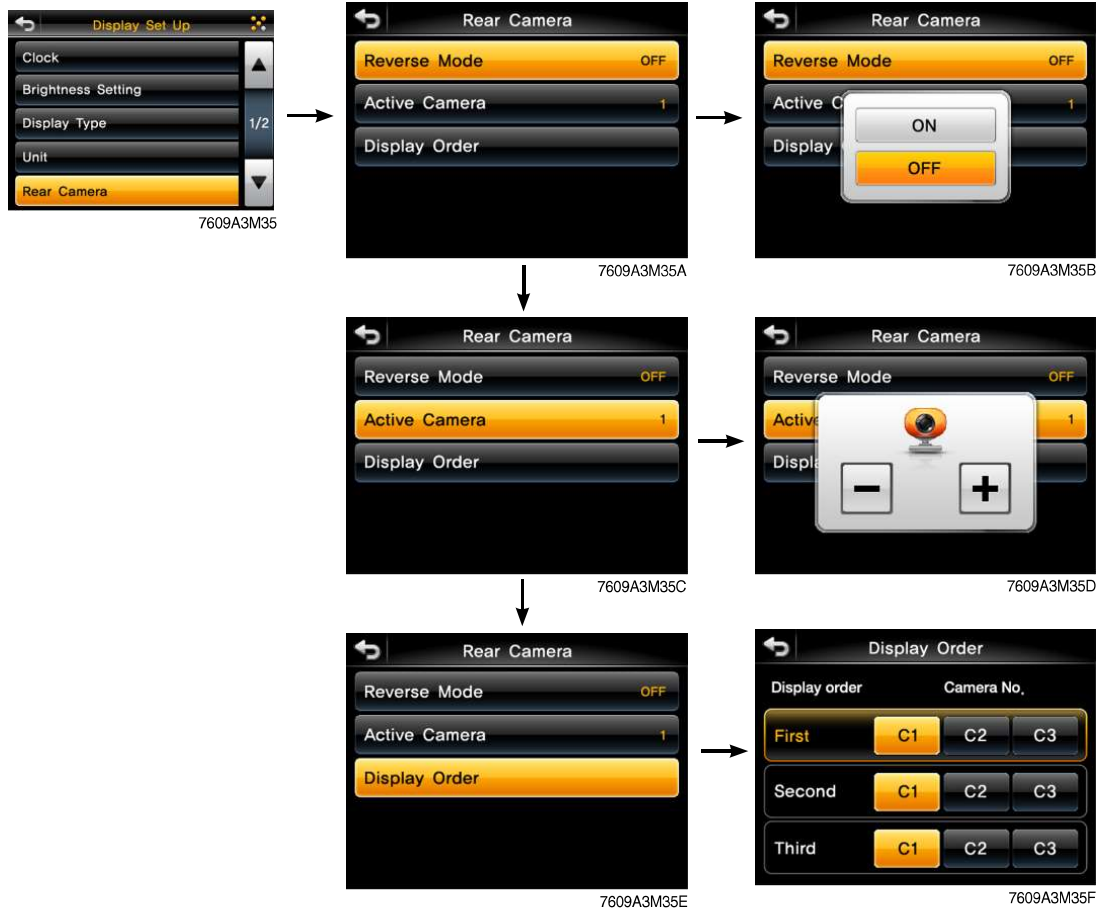 Display Set Up
Clock
Brightness Setting
Display Type
1/2
Unit
Rear Camera
7609A3M35
Rear Camera
Reverse Mode OFF
Active Camera 1
Display Order
7609A3M35A
Rear Camera
Reverse Mode OFF
Active C 1
ON
Display
OFF
7609A3M35B
Rear Camera
Reverse Mode OFF
Active Camera 1
Display Order
7609A3M35C
Rear Camera
Reverse Mode OFF
Active 1
Displa
− +
7609A3M35D
Rear Camera
Reverse Mode OFF
Active Camera 1
Display Order
7609A3M35E
Display Order
Display order Camera No.
First C1 C2 C3
Second C1 C2 C3
Third C1 C2 C3
7609A3M35F